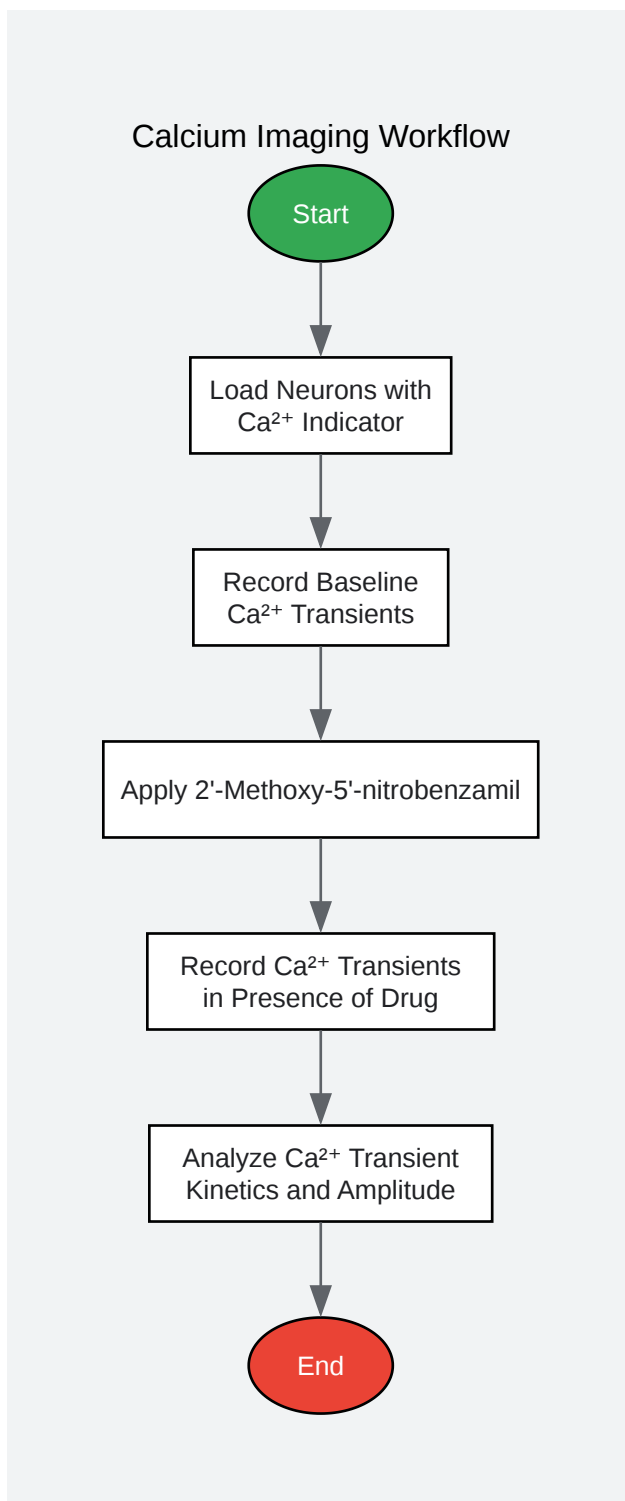 Calcium Imaging Workflow
Start
Load Neurons with
Ca²⁺ Indicator
Record Baseline
Ca²⁺ Transients
Apply 2'-Methoxy-5'-nitrobenzamil
Record Ca²⁺ Transients
in Presence of Drug
Analyze Ca²⁺ Transient
Kinetics and Amplitude
End